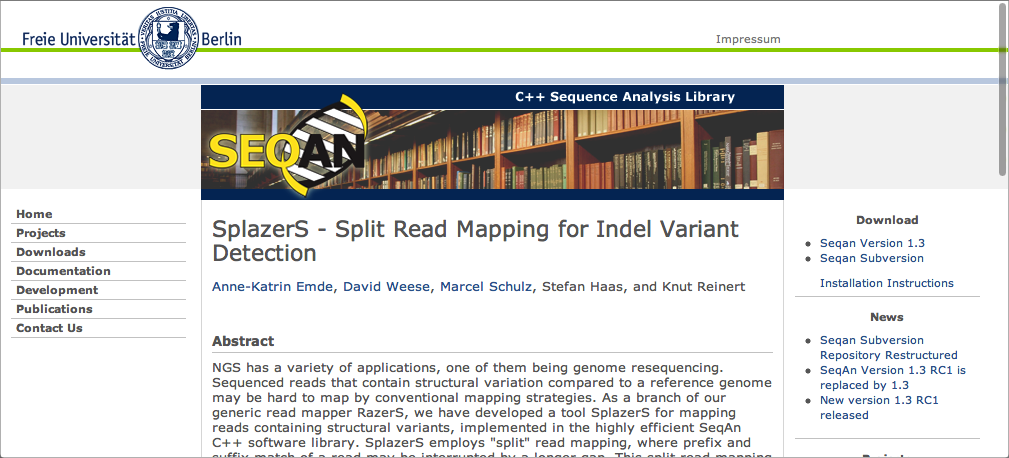 Freie Universität Berlin
Impressum
C++ Sequence Analysis Library
SEQAN
Home
Projects
Downloads
Documentation
Development
Publications
Contact Us
SplazerS - Split Read Mapping for Indel Variant
Detection
Anne-Katrin Emde, David Weese, Marcel Schulz, Stefan Haas, and Knut Reinert
Abstract
NGS has a variety of applications, one of them being genome resequencing.
Sequenced reads that contain structural variation compared to a reference genome
may be hard to map by conventional mapping strategies. As a branch of our
generic read mapper RazerS, we have developed a tool SplazerS for mapping
reads containing structural variants, implemented in the highly efficient SeqAn
C++ software library. SplazerS employs "split" read mapping, where prefix and
suffix match of a read may be interrupted by a longer gap. This split read mapping
Download
Seqan Version 1.3
Seqan Subversion
Installation Instructions
News
Seqan Subversion
Repository Restructured
SeqAn Version 1.3 RC1 is
replaced by 1.3
New version 1.3 RC1
released